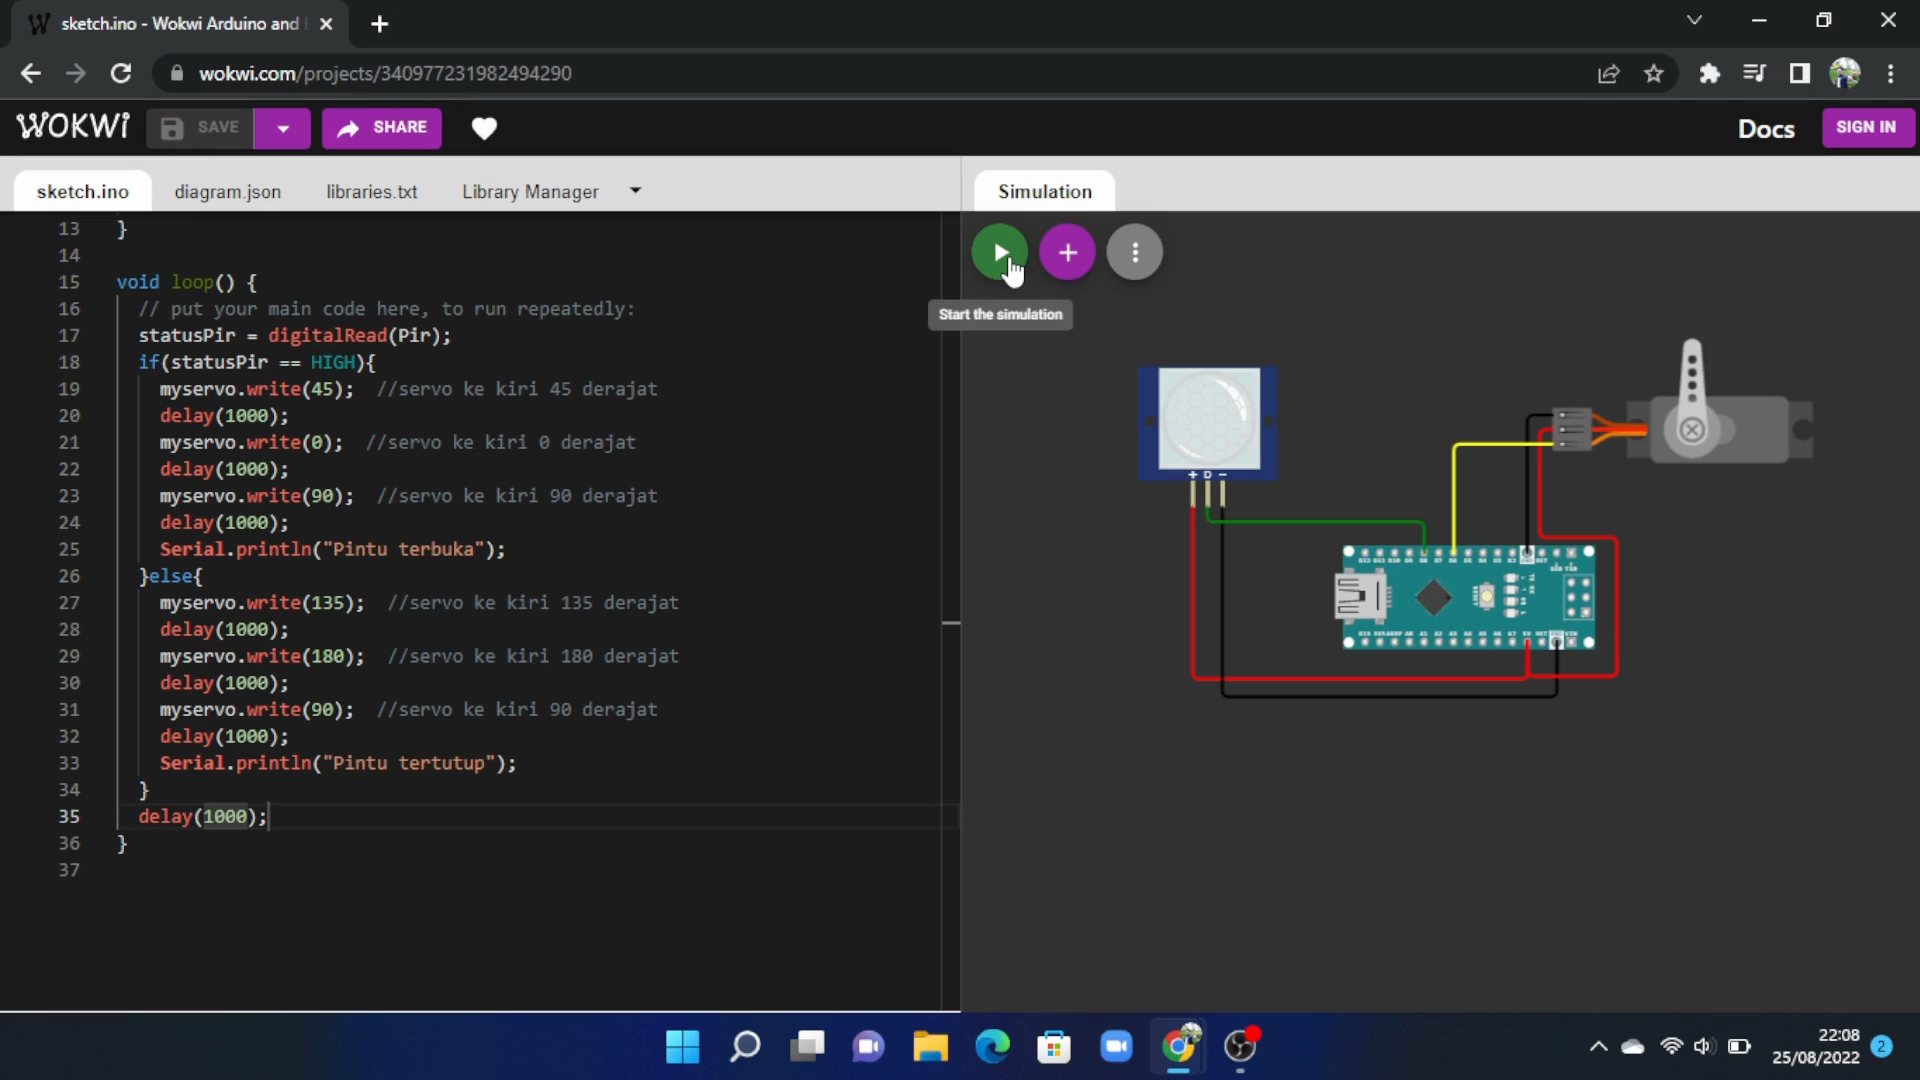 sketch.ino - Wokwi Arduino and
wokwi.com/projects/340977231982494290
WOKWi
SAVE
SHARE
Docs
SIGN IN
sketch.ino
diagram.json
libraries.txt
Library Manager
Simulation
13 }
14
15 void loop() {
16 // put your main code here, to run repeatedly:
17 statusPir = digitalRead(Pir);
18 if(statusPir == HIGH){
19 myservo.write(45); //servo ke kiri 45 derajat
20 delay(1000);
21 myservo.write(0); //servo ke kiri 0 derajat
22 delay(1000);
23 myservo.write(90); //servo ke kiri 90 derajat
24 delay(1000);
25 Serial.println("Pintu terbuka");
26 }else{
27 myservo.write(135); //servo ke kiri 135 derajat
28 delay(1000);
29 myservo.write(180); //servo ke kiri 180 derajat
30 delay(1000);
31 myservo.write(90); //servo ke kiri 90 derajat
32 delay(1000);
33 Serial.println("Pintu tertutup");
34 }
35 delay(1000);
36 }
37
Start the simulation
+ D -
22:08
25/08/2022
2